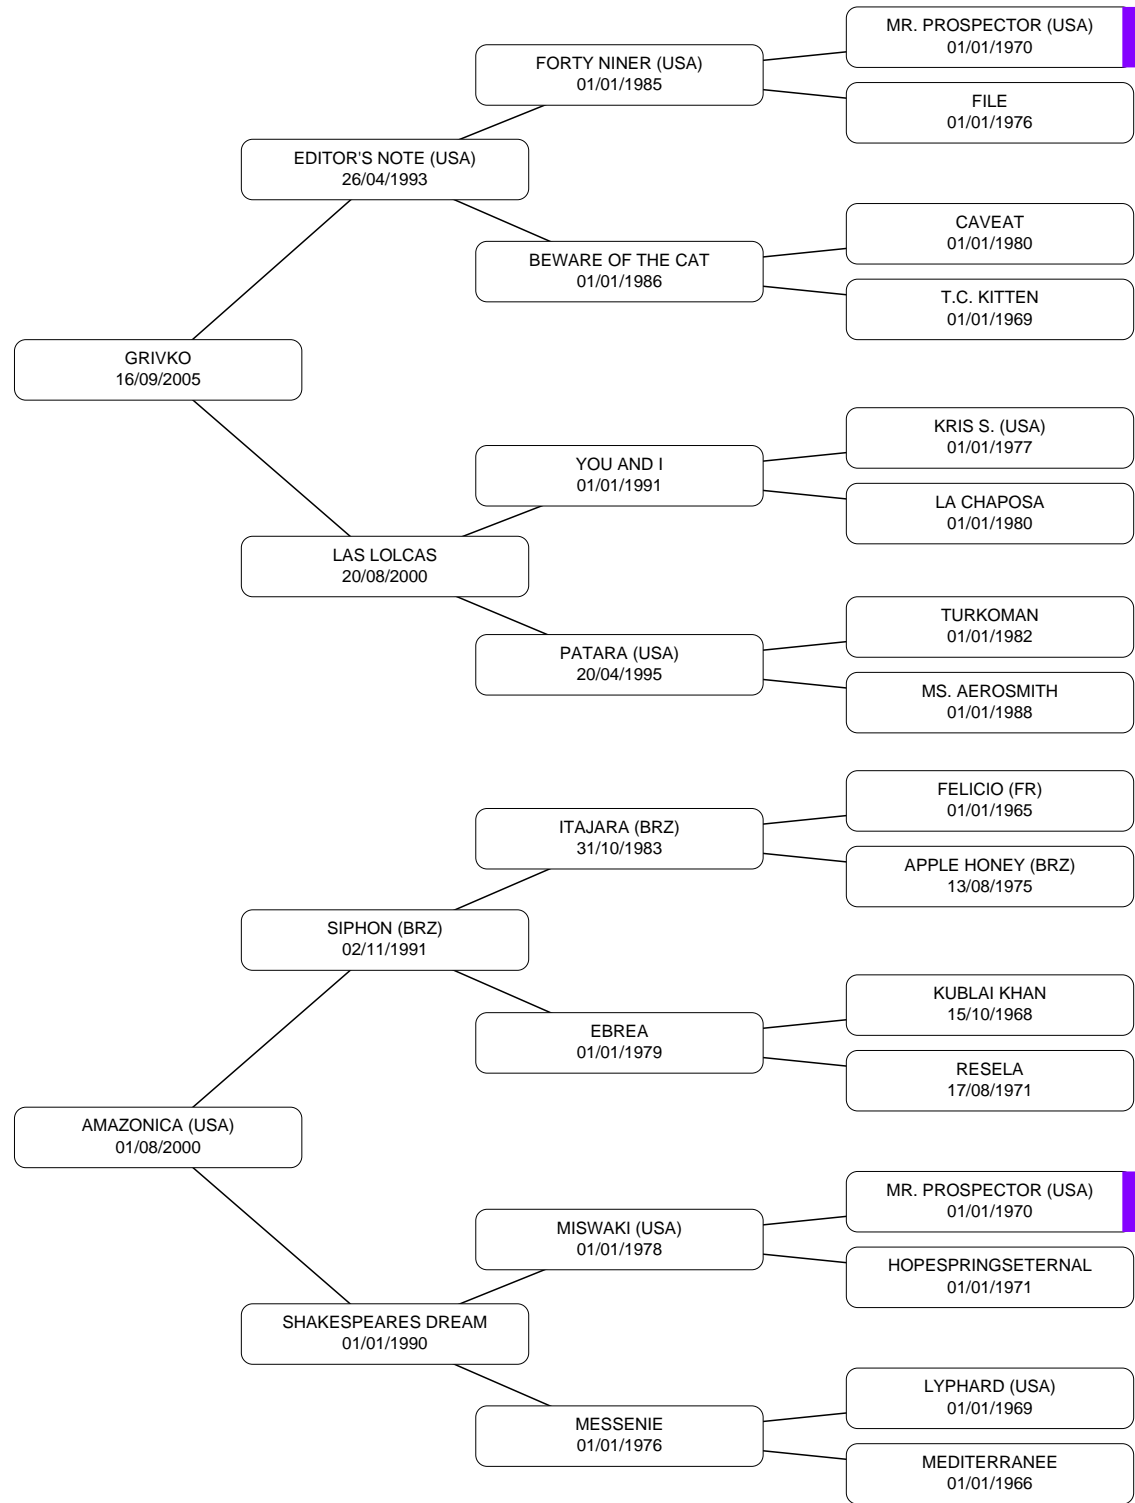 MR. PROSPECTOR (USA)
01/01/1970
FORTY NINER (USA)
01/01/1985
FILE
01/01/1976
EDITOR'S NOTE (USA)
26/04/1993
CAVEAT
01/01/1980
BEWARE OF THE CAT
01/01/1986
T.C. KITTEN
01/01/1969
GRIVKO
16/09/2005
KRIS S. (USA)
01/01/1977
YOU AND I
01/01/1991
LA CHAPOSA
01/01/1980
LAS LOLCAS
20/08/2000
TURKOMAN
01/01/1982
PATARA (USA)
20/04/1995
MS. AEROSMITH
01/01/1988
FELICIO (FR)
01/01/1965
ITAJARA (BRZ)
31/10/1983
APPLE HONEY (BRZ)
13/08/1975
SIPHON (BRZ)
02/11/1991
KUBLAI KHAN
15/10/1968
EBREA
01/01/1979
RESELA
17/08/1971
AMAZONICA (USA)
01/08/2000
MR. PROSPECTOR (USA)
01/01/1970
MISWAKI (USA)
01/01/1978
HOPESPRINGSETERNAL
01/01/1971
SHAKESPEARES DREAM
01/01/1990
LYPHARD (USA)
01/01/1969
MESSENIE
01/01/1976
MEDITERRANEE
01/01/1966